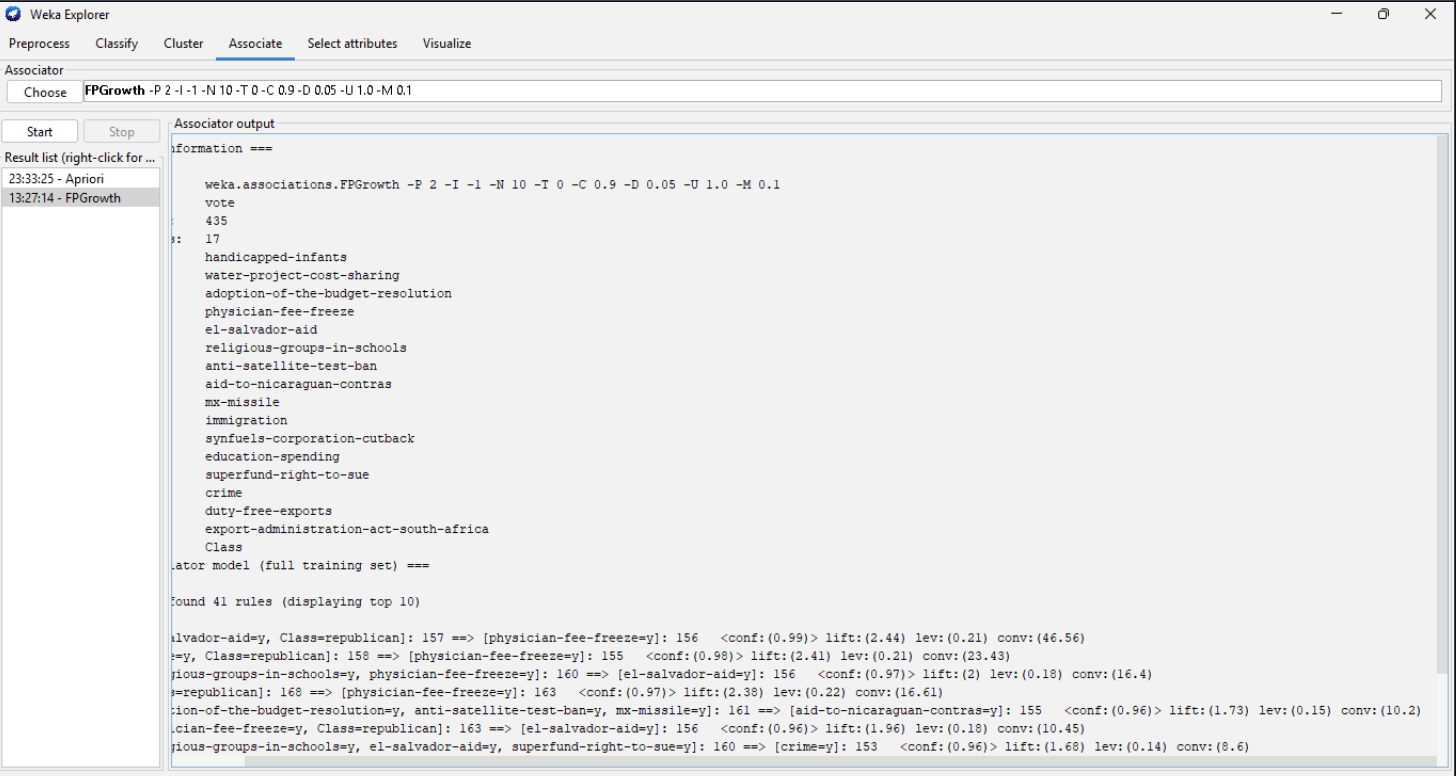 Weka Explorer
Preprocess Classify Cluster Associate Select attributes Visualize
Associator
Choose FPGrowth -P 2 -I -1 -N 10 -T 0 -C 0.9 -D 0.05 -U 1.0 -M 0.1
Start Stop
Result list (right-click for ...
23:33:25 - Apriori
13:27:14 - FPGrowth
Associator output
nformation ===
weka.associations.FPGrowth -P 2 -I -1 -N 10 -T 0 -C 0.9 -D 0.05 -U 1.0 -M 0.1
vote
: 435
s: 17
handicapped-infants
water-project-cost-sharing
adoption-of-the-budget-resolution
physician-fee-freeze
el-salvador-aid
religious-groups-in-schools
anti-satellite-test-ban
aid-to-nicaraguan-contras
mx-missile
immigration
synfuels-corporation-cutback
education-spending
superfund-right-to-sue
crime
duty-free-exports
export-administration-act-south-africa
Class
ator model (full training set) ===
found 41 rules (displaying top 10)
alvador-aid=y, Class=republican]: 157 ==> [physician-fee-freeze=y]: 156 <conf:(0.99)> lift:(2.44) lev:(0.21) conv:(46.56)
e=y, Class=republican]: 158 ==> [physician-fee-freeze=y]: 155 <conf:(0.98)> lift:(2.41) lev:(0.21) conv:(23.43)
gious-groups-in-schools=y, physician-fee-freeze=y]: 160 ==> [el-salvador-aid=y]: 156 <conf:(0.97)> lift:(2) lev:(0.18) conv:(16.4)
s=republican]: 168 ==> [physician-fee-freeze=y]: 163 <conf:(0.97)> lift:(2.38) lev:(0.22) conv:(16.61)
tion-of-the-budget-resolution=y, anti-satellite-test-ban=y, mx-missile=y]: 161 ==> [aid-to-nicaraguan-contras=y]: 155 <conf:(0.96)> lift:(1.73) lev:(0.15) conv:(10.2)
ician-fee-freeze=y, Class=republican]: 163 ==> [el-salvador-aid=y]: 156 <conf:(0.96)> lift:(1.96) lev:(0.18) conv:(10.45)
gious-groups-in-schools=y, el-salvador-aid=y, superfund-right-to-sue=y]: 160 ==> [crime=y]: 153 <conf:(0.96)> lift:(1.68) lev:(0.14) conv:(8.6)